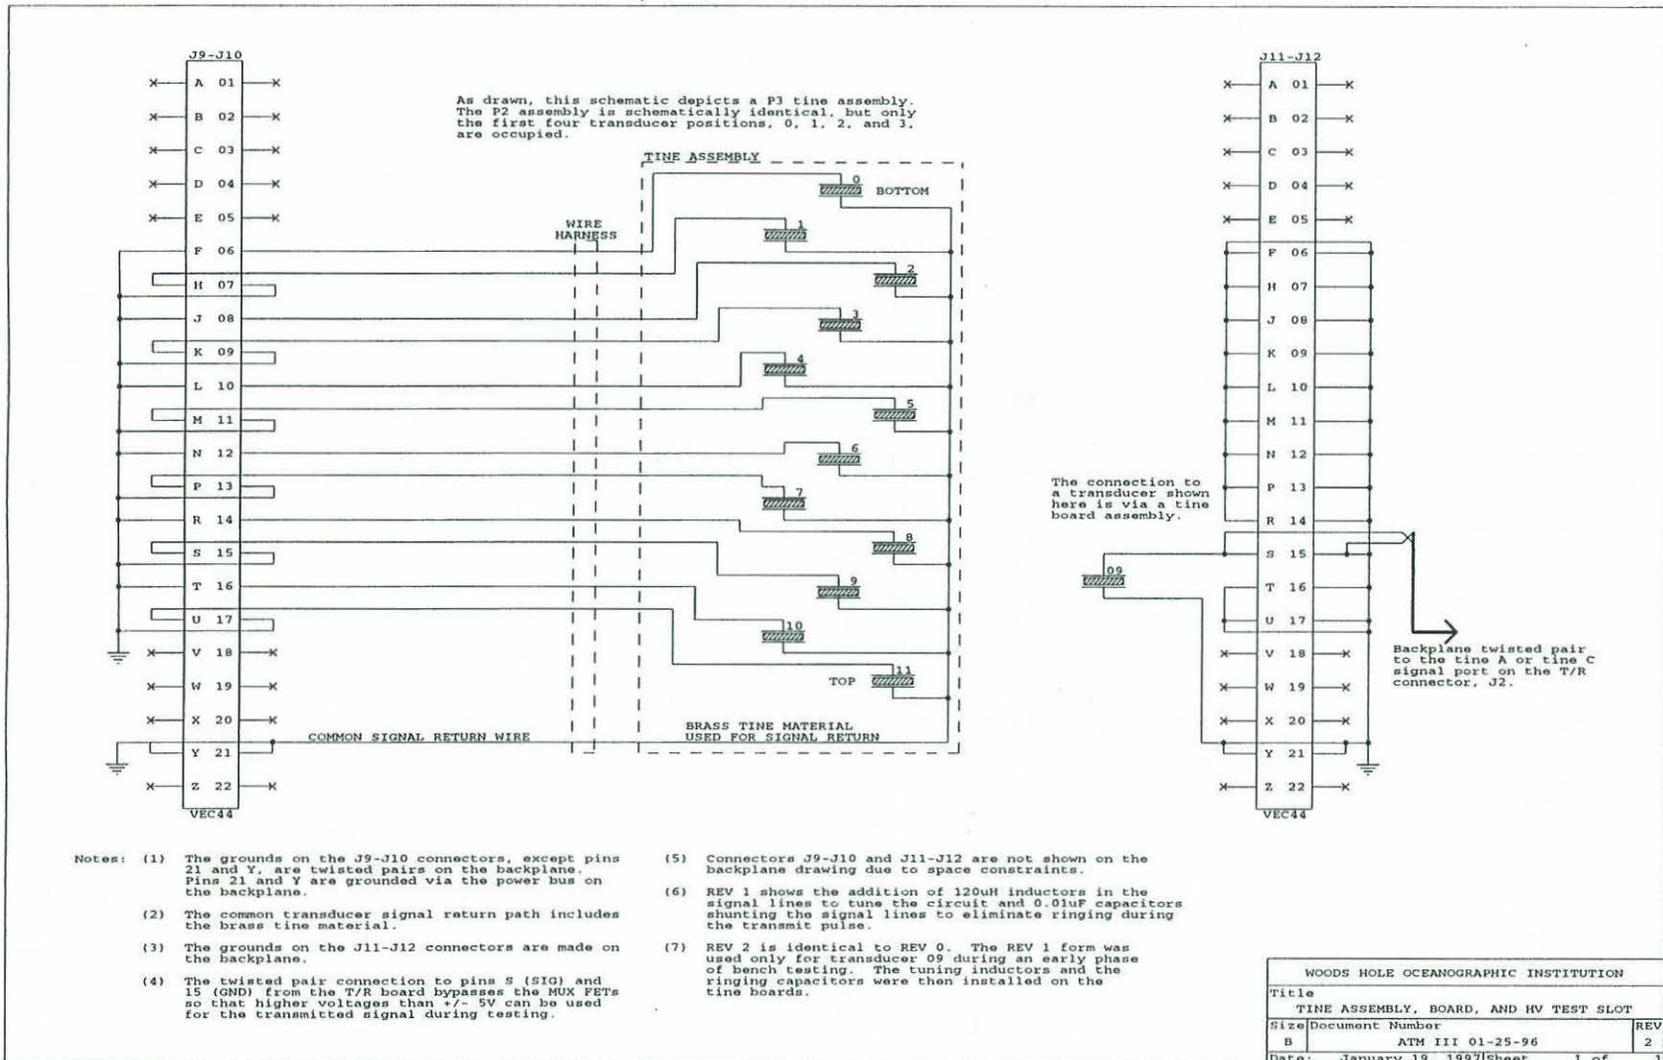 J9-J10
A 01
B 02
C 03
D 04
E 05
F 06
H 07
J 08
K 09
L 10
M 11
N 12
P 13
R 14
S 15
T 16
U 17
V 18
W 19
X 20
Y 21
Z 22
VEC44
As drawn, this schematic depicts a P3 tine assembly.
The P2 assembly is schematically identical, but only
the first four transducer positions, 0, 1, 2, and 3,
are occupied.
TINE ASSEMBLY
WIRE
HARNESS
0
BOTTOM
1
2
3
4
5
6
7
8
9
10
11
TOP
BRASS TINE MATERIAL
USED FOR SIGNAL RETURN
COMMON SIGNAL RETURN WIRE
J11-J12
A 01
B 02
C 03
D 04
E 05
F 06
H 07
J 08
K 09
L 10
M 11
N 12
P 13
R 14
S 15
T 16
U 17
V 18
W 19
X 20
Y 21
Z 22
VEC44
The connection to
a transducer shown
here is via a tine
board assembly.
09
Backplane twisted pair
to the tine A or tine C
signal port on the T/R
connector, J2.
Notes: (1) The grounds on the J9-J10 connectors, except pins
21 and Y, are twisted pairs on the backplane.
Pins 21 and Y are grounded via the power bus on
the backplane.
(2) The common transducer signal return path includes
the brass tine material.
(3) The grounds on the J11-J12 connectors are made on
the backplane.
(4) The twisted pair connection to pins S (SIG) and
15 (GND) from the T/R board bypasses the MUX FETs
so that higher voltages than +/- 5V can be used
for the transmitted signal during testing.
(5) Connectors J9-J10 and J11-J12 are not shown on the
backplane drawing due to space constraints.
(6) REV 1 shows the addition of 120uH inductors in the
signal lines to tune the circuit and 0.01uF capacitors
shunting the signal lines to eliminate ringing during
the transmit pulse.
(7) REV 2 is identical to REV 0. The REV 1 form was
used only for transducer 09 during an early phase
of bench testing. The tuning inductors and the
ringing capacitors were then installed on the
tine boards.
WOODS HOLE OCEANOGRAPHIC INSTITUTION
Title
TINE ASSEMBLY, BOARD, AND HV TEST SLOT
Size Document Number REV
B ATM III 01-25-96 2
Date: January 19, 1997 Sheet 1 of 1